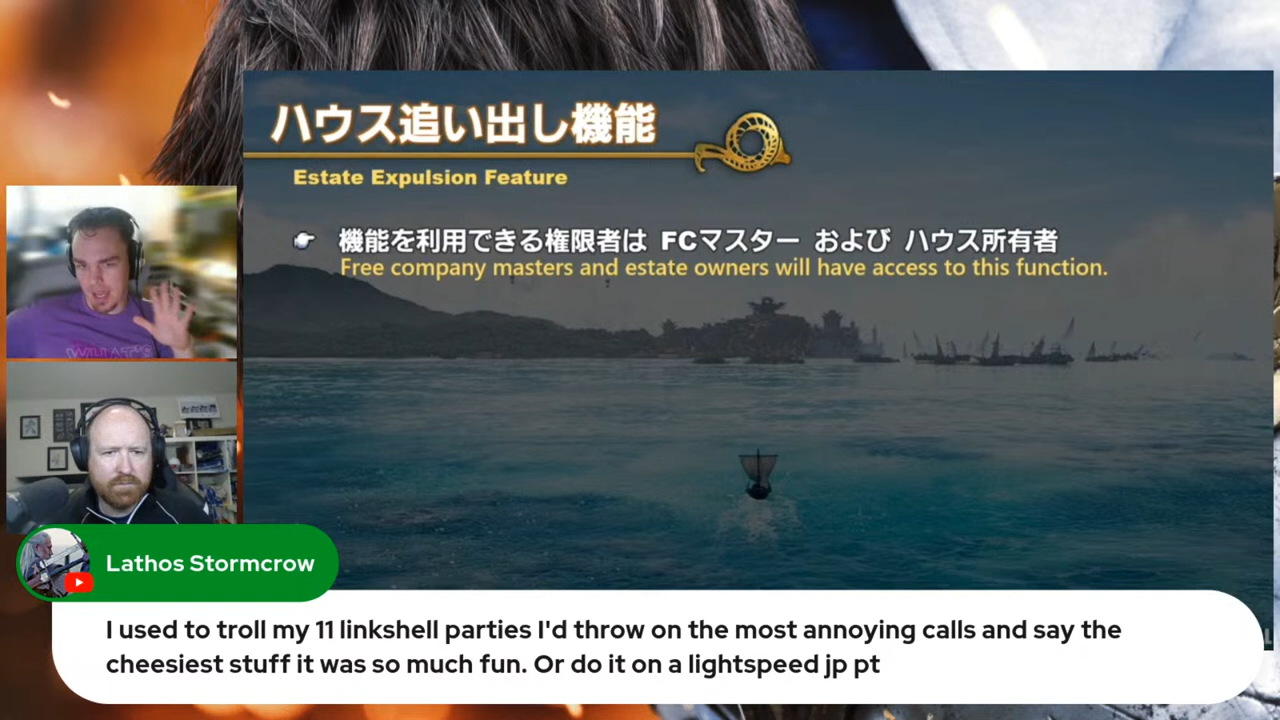 ハウス追い出し機能
Estate Expulsion Feature
機能を利用できる権限者は FCマスター および ハウス所有者
Free company masters and estate owners will have access to this function.
Lathos Stormcrow
I used to troll my 11 linkshell parties I'd throw on the most annoying calls and say the
cheesiest stuff it was so much fun. Or do it on a lightspeed jp pt